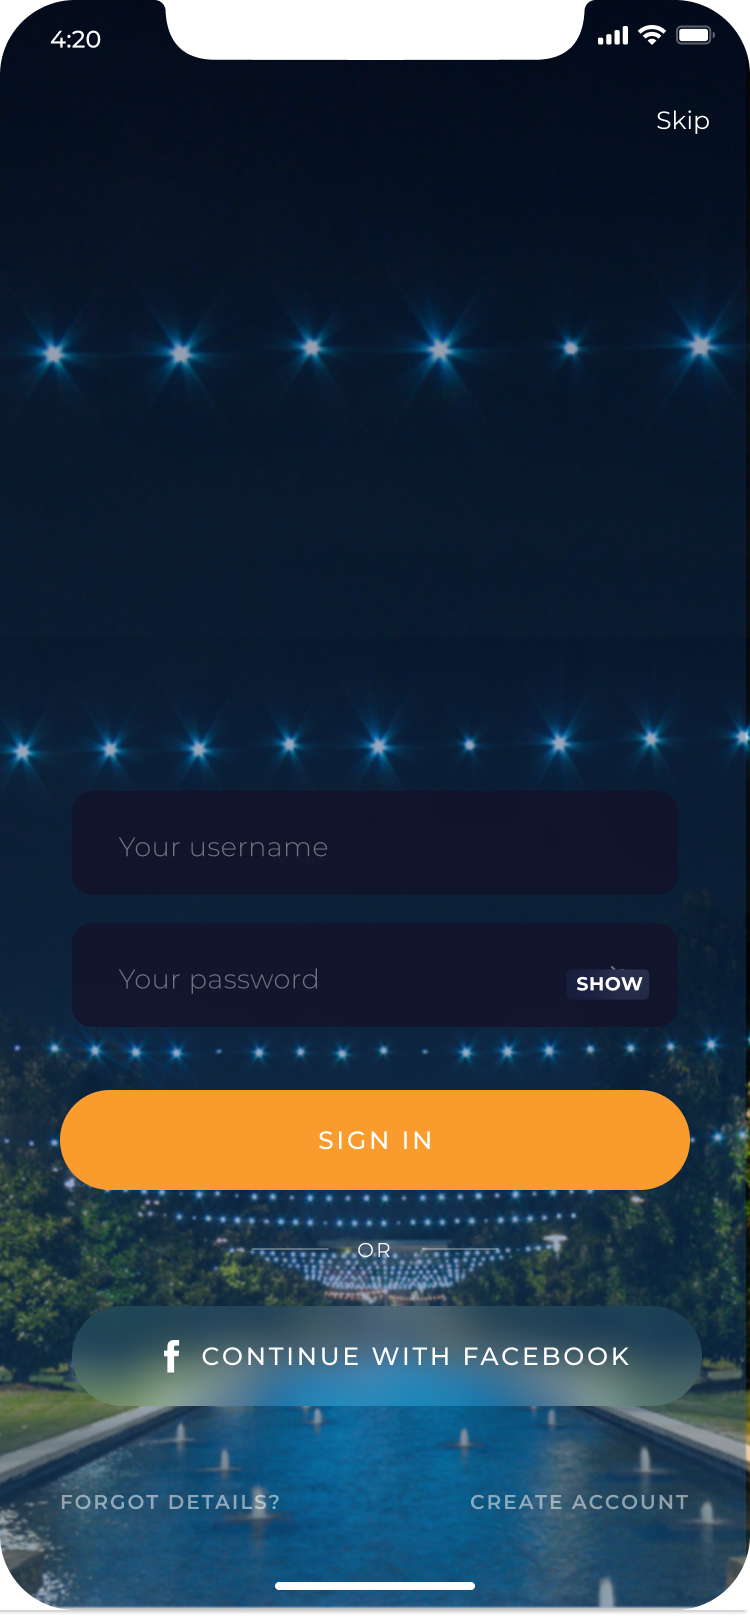 4:20
Skip
Your username
Your password
SHOW
SIGN IN
OR
CONTINUE WITH FACEBOOK
FORGOT DETAILS?
CREATE ACCOUNT